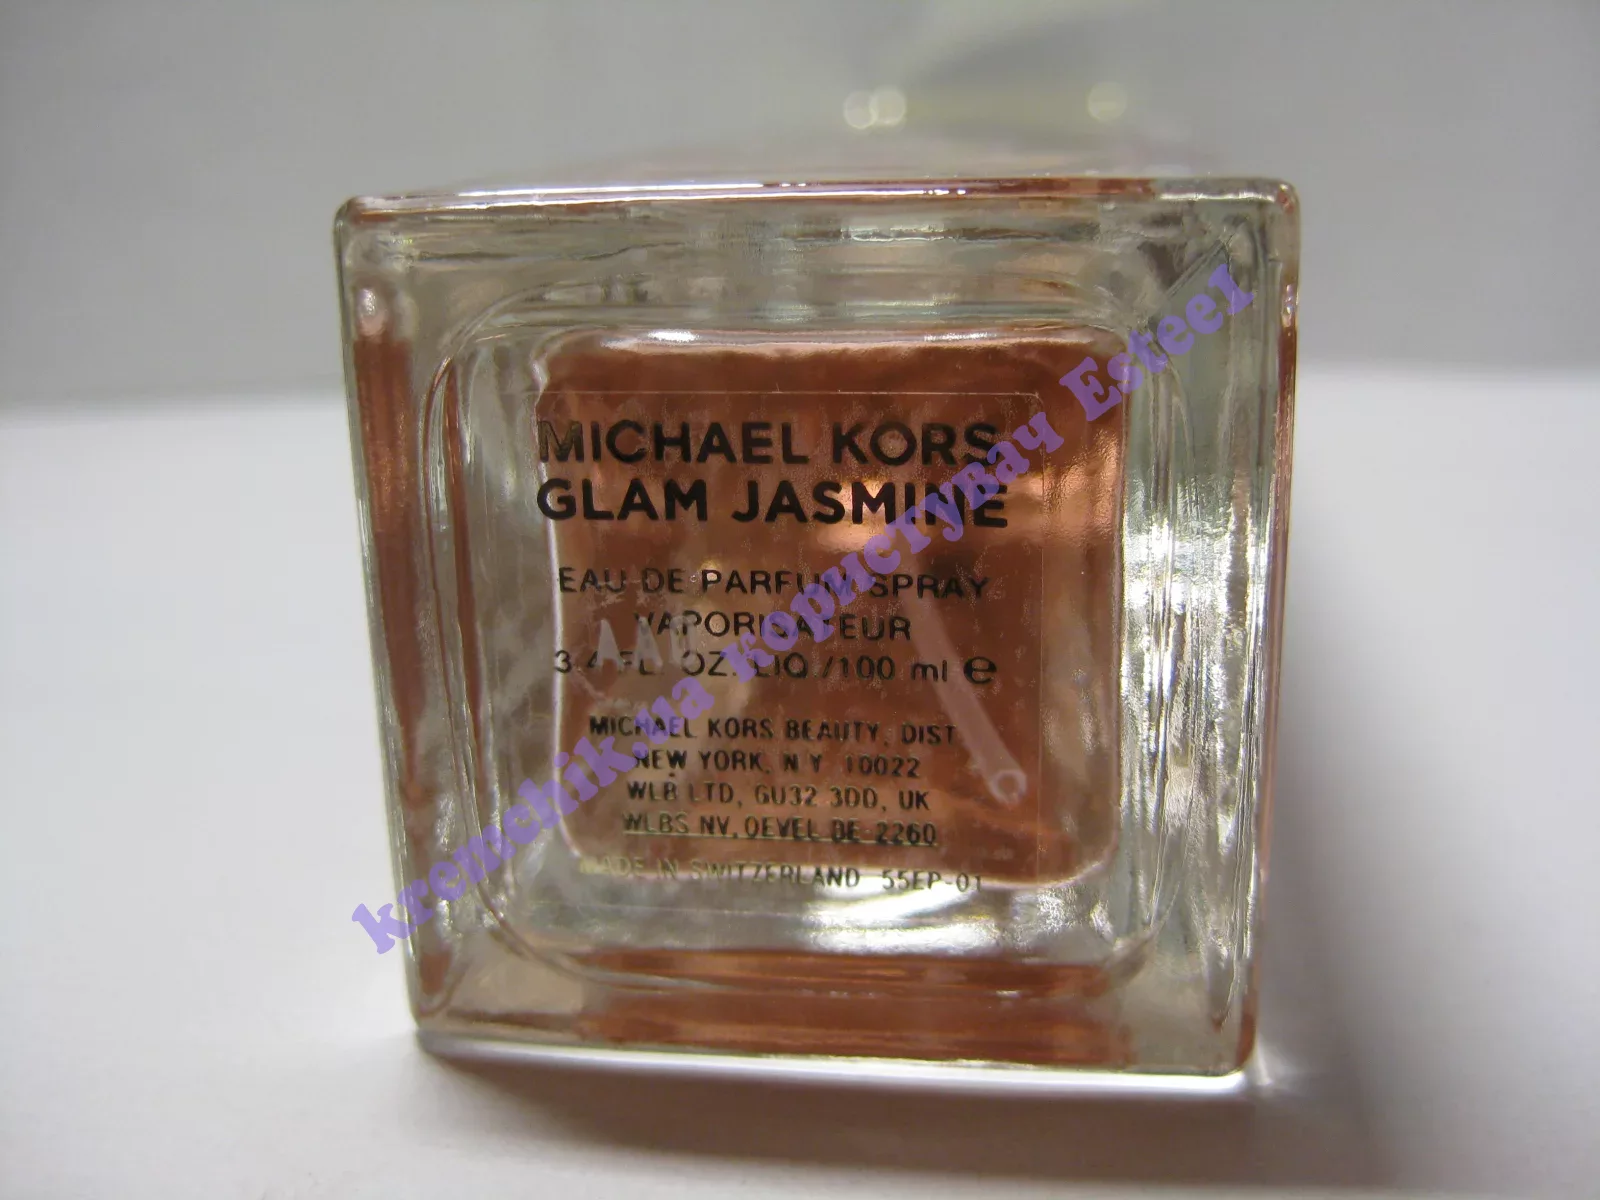 MICHAEL KORS
GLAM JASMINE
EAU DE PARFUM SPRAY
VAPORISATEUR
3.4 FL. OZ. LIQ./100 ml e
MICHAEL KORS BEAUTY, DIST
NEW YORK, N Y 10022
WLB LTD, GU32 3DD, UK
WLBS NV, OEVEL BE-2260
MADE IN SWITZERLAND 55EP-01
kremchik.ua користувач Esteel